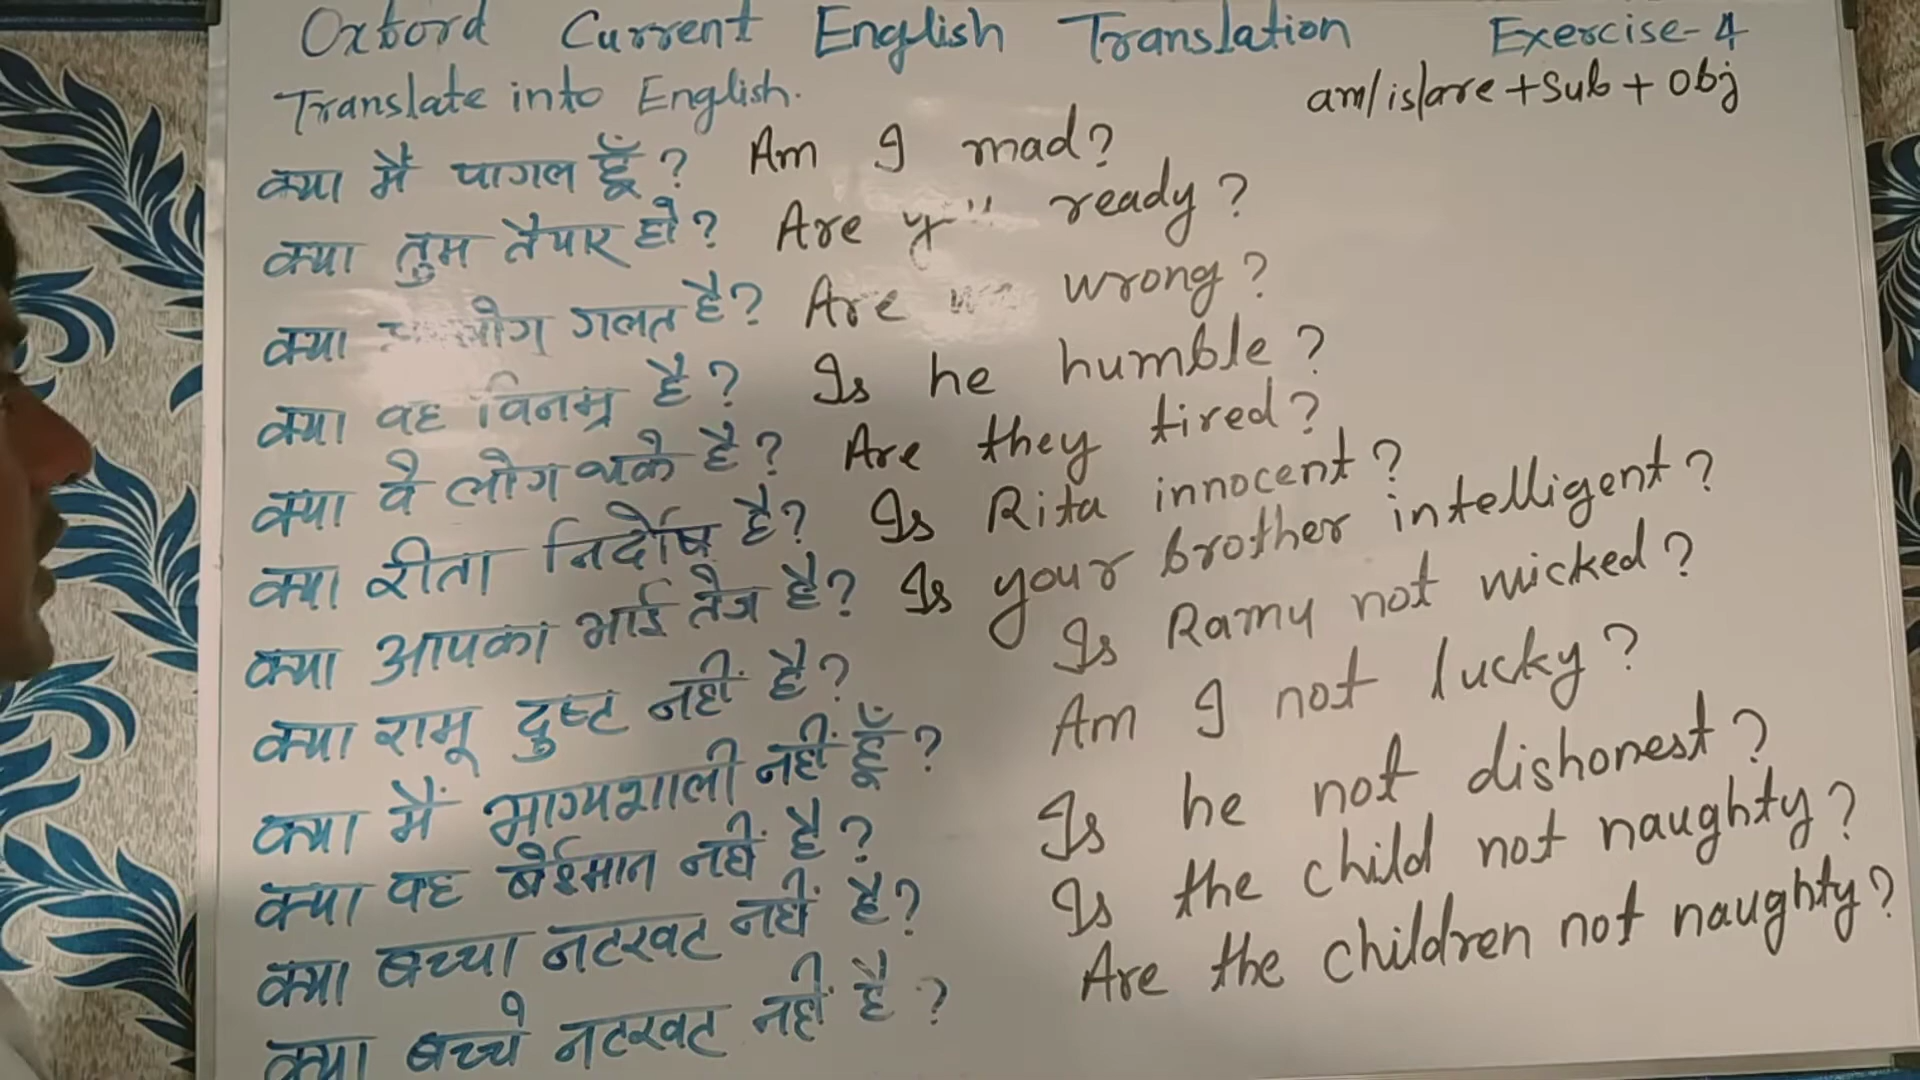 Oxford Current English Translation Exercise-4
Translate into English. am/is/are + Sub + Obj
क्या मैं पागल हूँ? Am I mad?
क्या तुम तैयार हो? Are ready?
क्या लोग गलत है? Are wrong?
क्या वह विनम्र है? Is he humble?
क्या वे लोग थके है? Are they tired?
क्या रीता निर्दोष है? Is Rita innocent?
क्या आपका भाई तेज है? Is your brother intelligent?
क्या रामू दुष्ट नहीं है? Is Ramu not wicked?
क्या मैं भाग्यशाली नहीं हूँ? Am I not lucky?
क्या वह बेईमान नहीं है? Is he not dishonest?
क्या बच्चा नटखट नहीं है? Is the child not naughty?
क्या बच्चे नटखट नहीं है? Are the children not naughty?